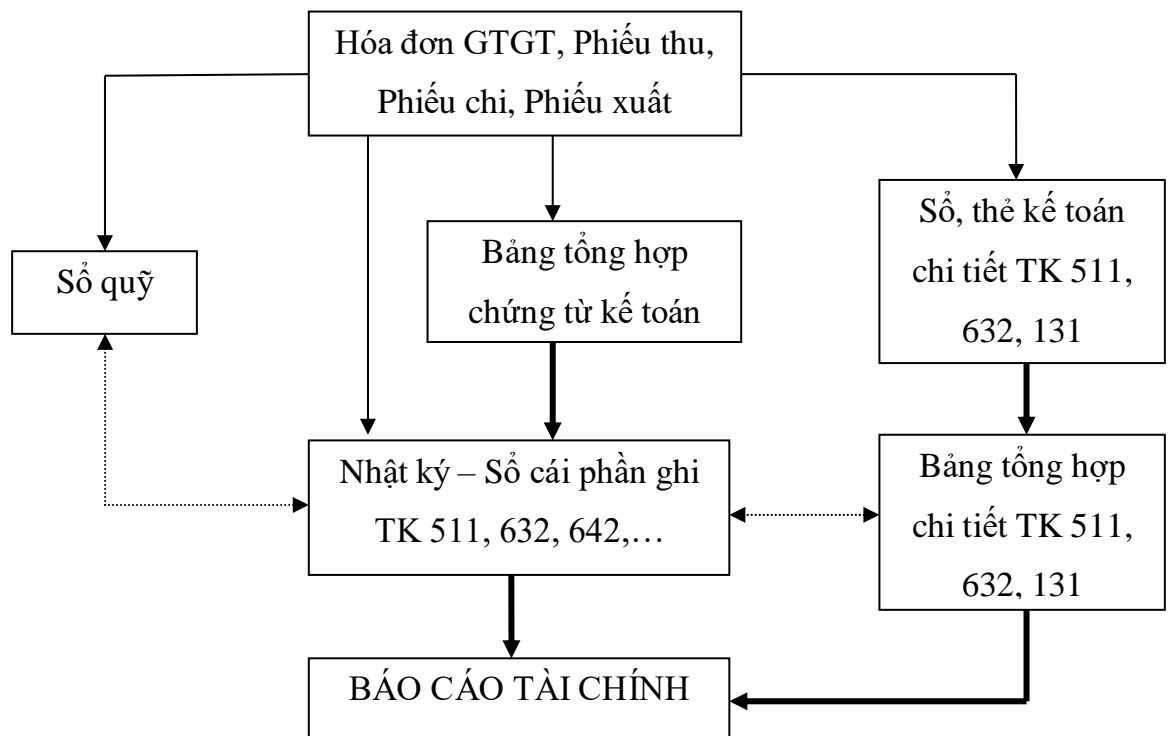 Hóa đơn GTGT, Phiếu thu,
Phiếu chi, Phiếu xuất
Sổ quỹ
Bảng tổng hợp
chứng từ kế toán
Sổ, thẻ kế toán
chi tiết TK 511,
632, 131
Nhật ký – Sổ cái phần ghi
TK 511, 632, 642,…
Bảng tổng hợp
chi tiết TK 511,
632, 131
BÁO CÁO TÀI CHÍNH